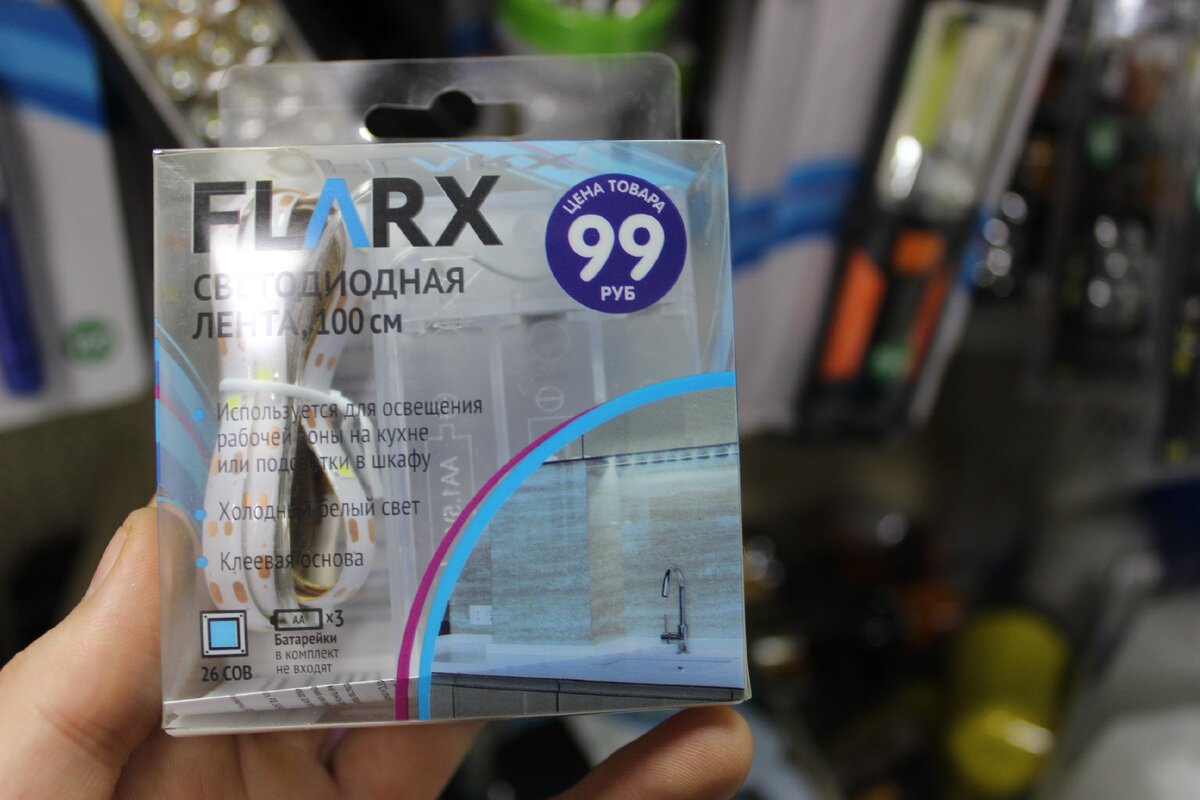 FLARX
ЦЕНА ТОВАРА
99
РУБ
СВЕТОДИОДНАЯ
ЛЕНТА, 100 см
Используется для освещения
рабочей зоны на кухне
или подсветки в шкафу
Холодный белый свет
Клеевая основа
AA x3
Батарейки
в комплект
не входят
26 COB